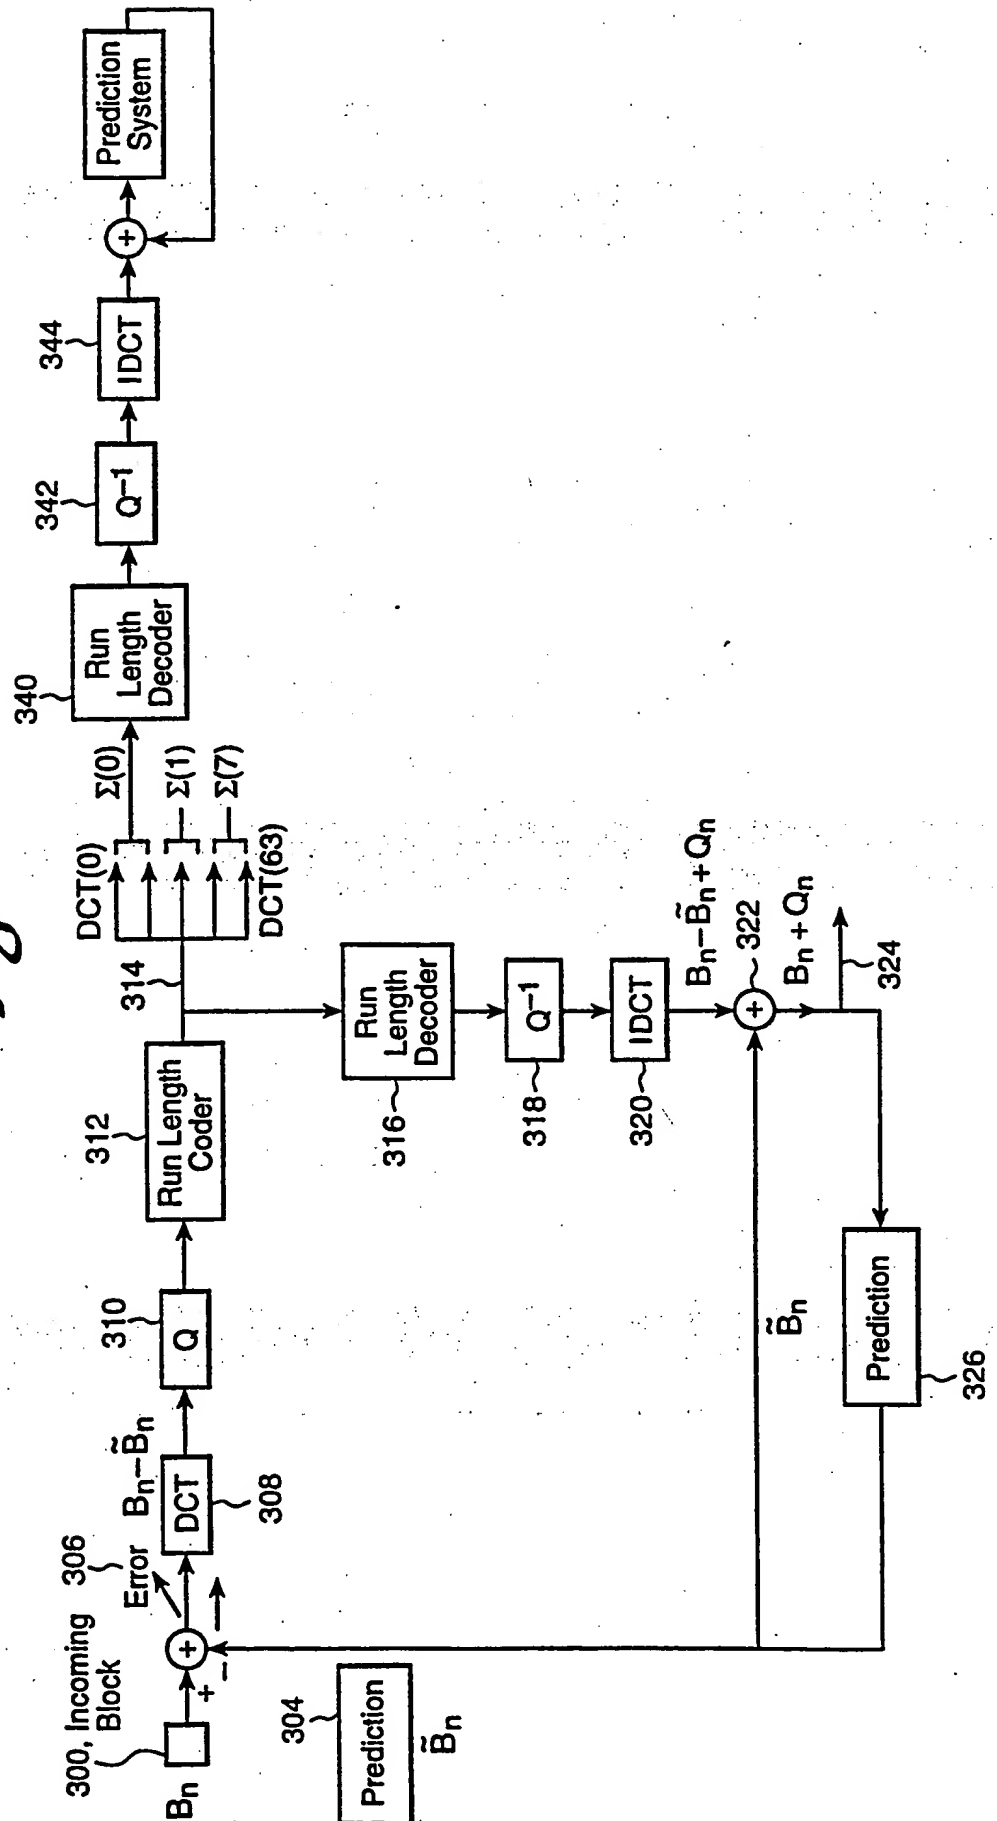 300, Incoming
Block
Bn
+
−
+
306
Error
Bn−B̃n
DCT
308
310
Q
312
Run Length
Coder
314
DCT(0)
DCT(63)
Σ(0)
Σ(1)
Σ(7)
340
Run
Length
Decoder
342
Q−1
344
IDCT
+
Prediction
System
304
Prediction
B̃n
Run
Length
Decoder
316
Q−1
318
IDCT
320
Bn−B̃n+Qn
+
322
Bn+Qn
324
B̃n
Prediction
326